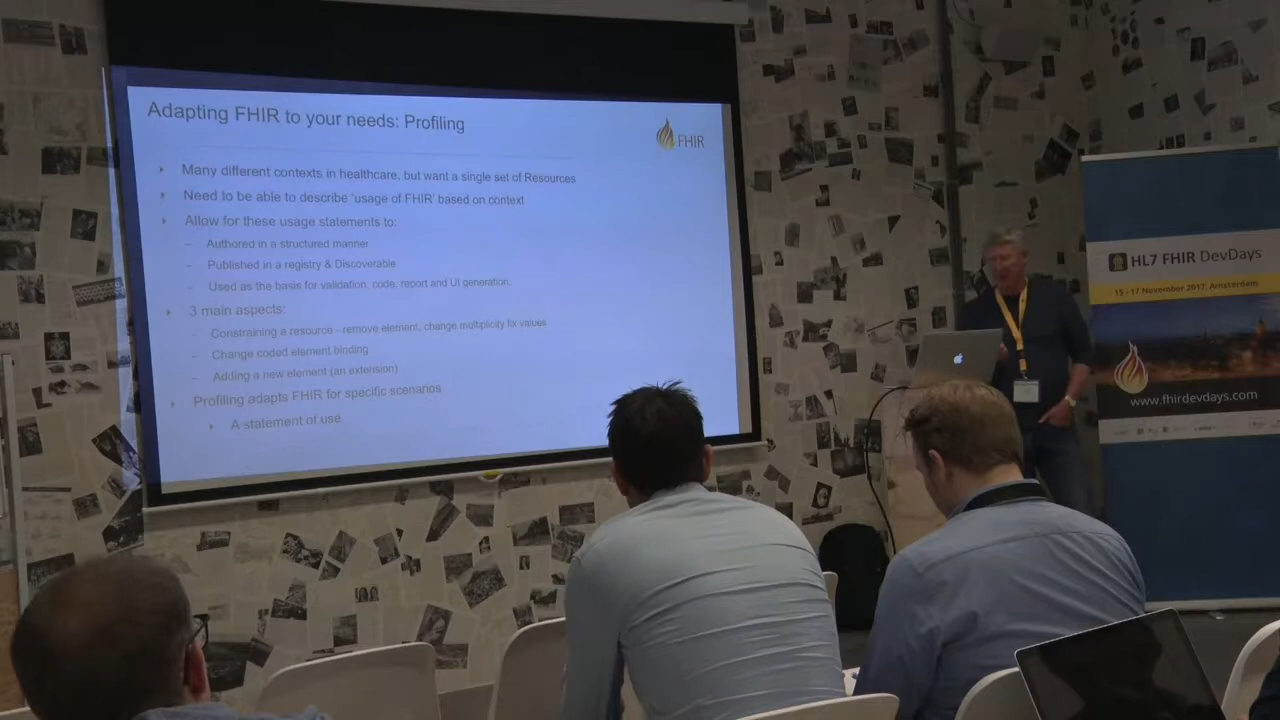 Adapting FHIR to your needs: Profiling
FHIR
Many different contexts in healthcare, but want a single set of Resources
Need to be able to describe 'usage of FHIR' based on context
Allow for these usage statements to:
– Authored in a structured manner
– Published in a registry & Discoverable
– Used as the basis for validation, code, report and UI generation.
3 main aspects:
– Constraining a resource - remove element, change multiplicity fix values
– Change coded element binding
– Adding a new element (an extension)
Profiling adapts FHIR for specific scenarios
A statement of use
HL7 FHIR DevDays
15 - 17 November 2017, Amsterdam
www.fhirdevdays.com